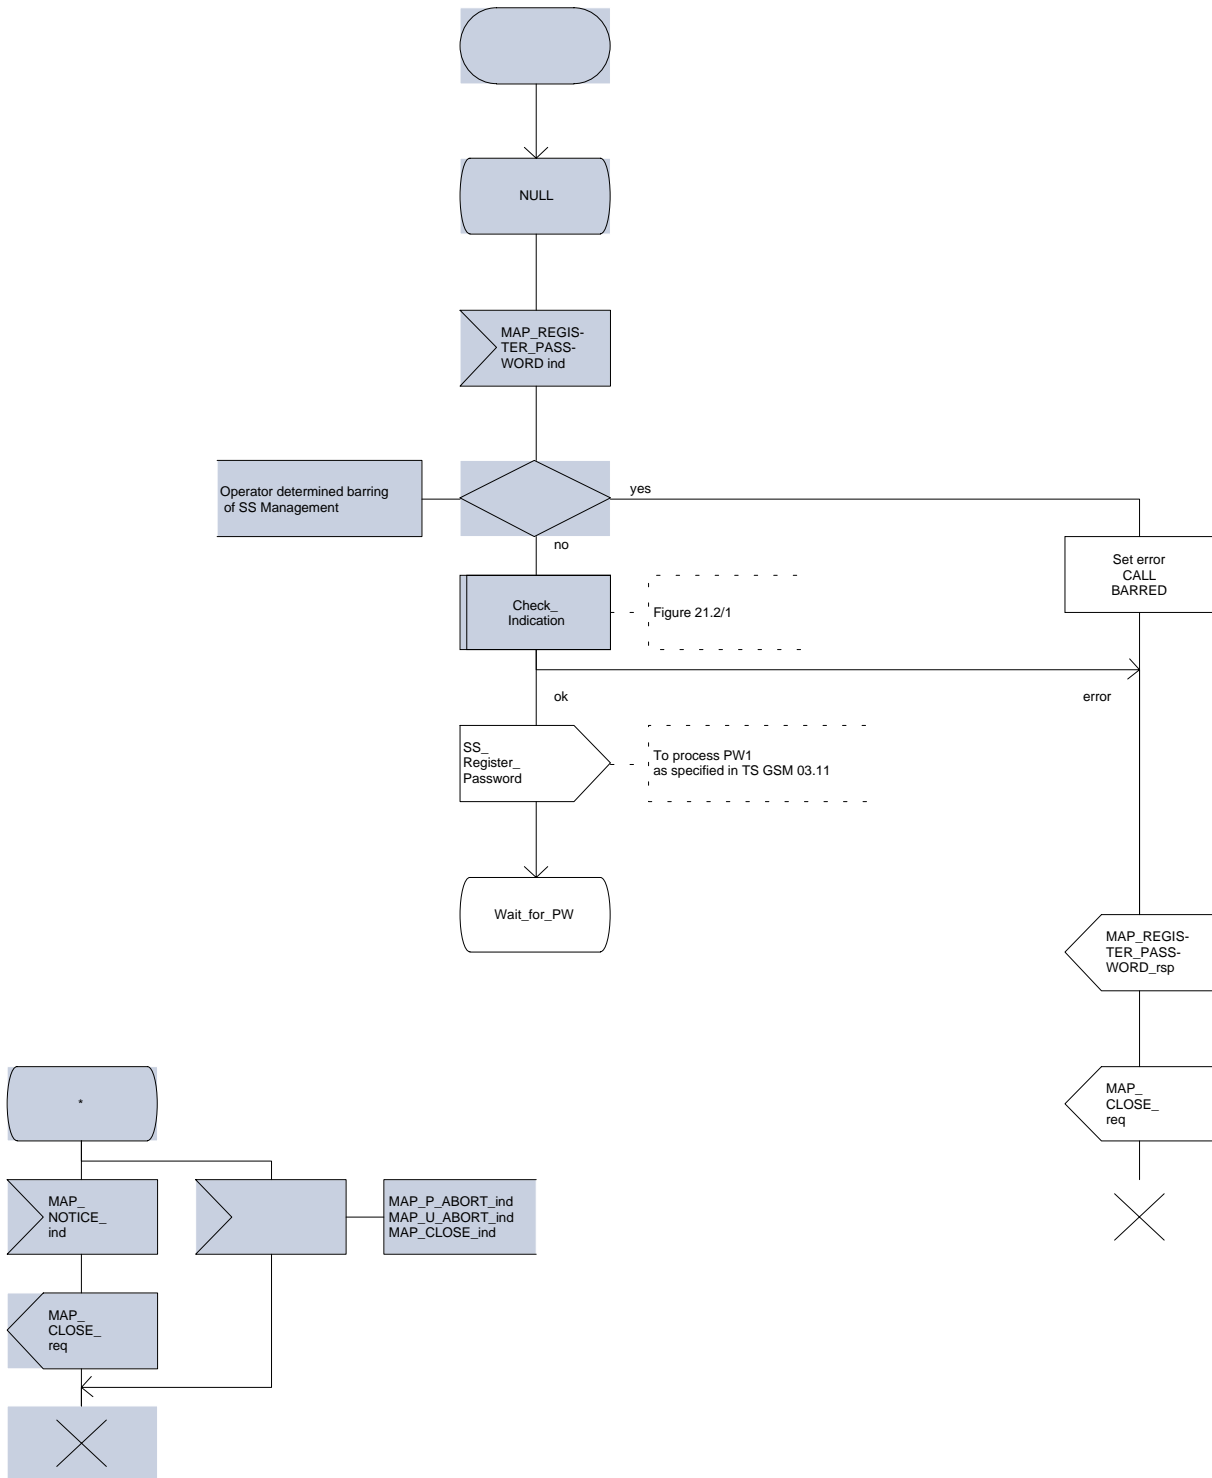 NULL
MAP_REGIS-
TER_PASS-
WORD ind
Operator determined barring
of SS Management
yes
no
Set error
CALL
BARRED
Check_
Indication
Figure 21.2/1
ok
error
SS_
Register_
Password
To process PW1
as specified in TS GSM 03.11
Wait_for_PW
MAP_REGIS-
TER_PASS-
WORD_rsp
MAP_
CLOSE_
req
*
MAP_
NOTICE_
ind
MAP_P_ABORT_ind
MAP_U_ABORT_ind
MAP_CLOSE_ind
MAP_
CLOSE_
req